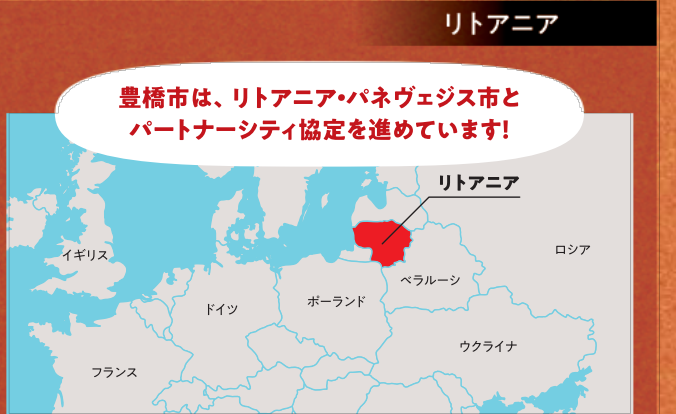 リトアニア
豊橋市は、リトアニア・パネヴェジス市と
パートナーシティ協定を進めています!
リトアニア
イギリス
ロシア
ベラルーシ
ドイツ
ポーランド
ウクライナ
フランス